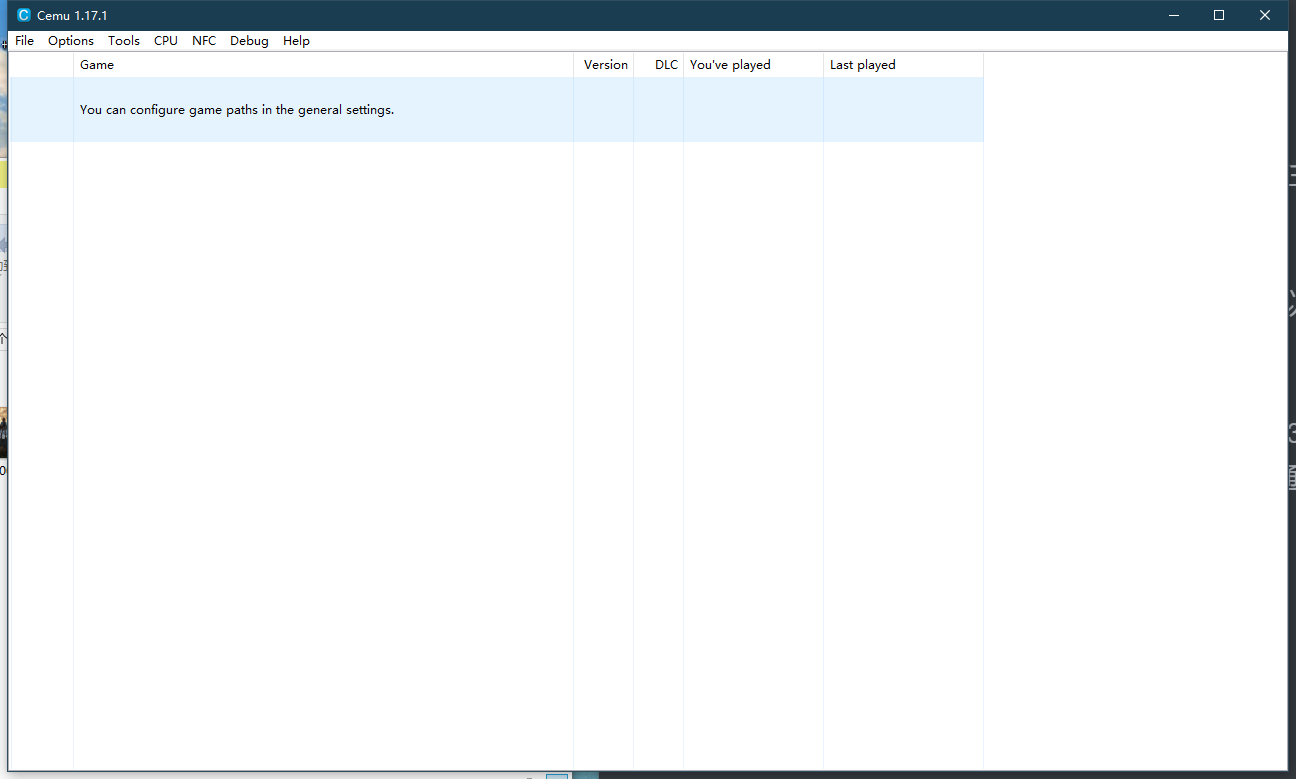 Cemu 1.17.1
File Options Tools CPU NFC Debug Help
Game Version DLC You've played Last played
You can configure game paths in the general settings.